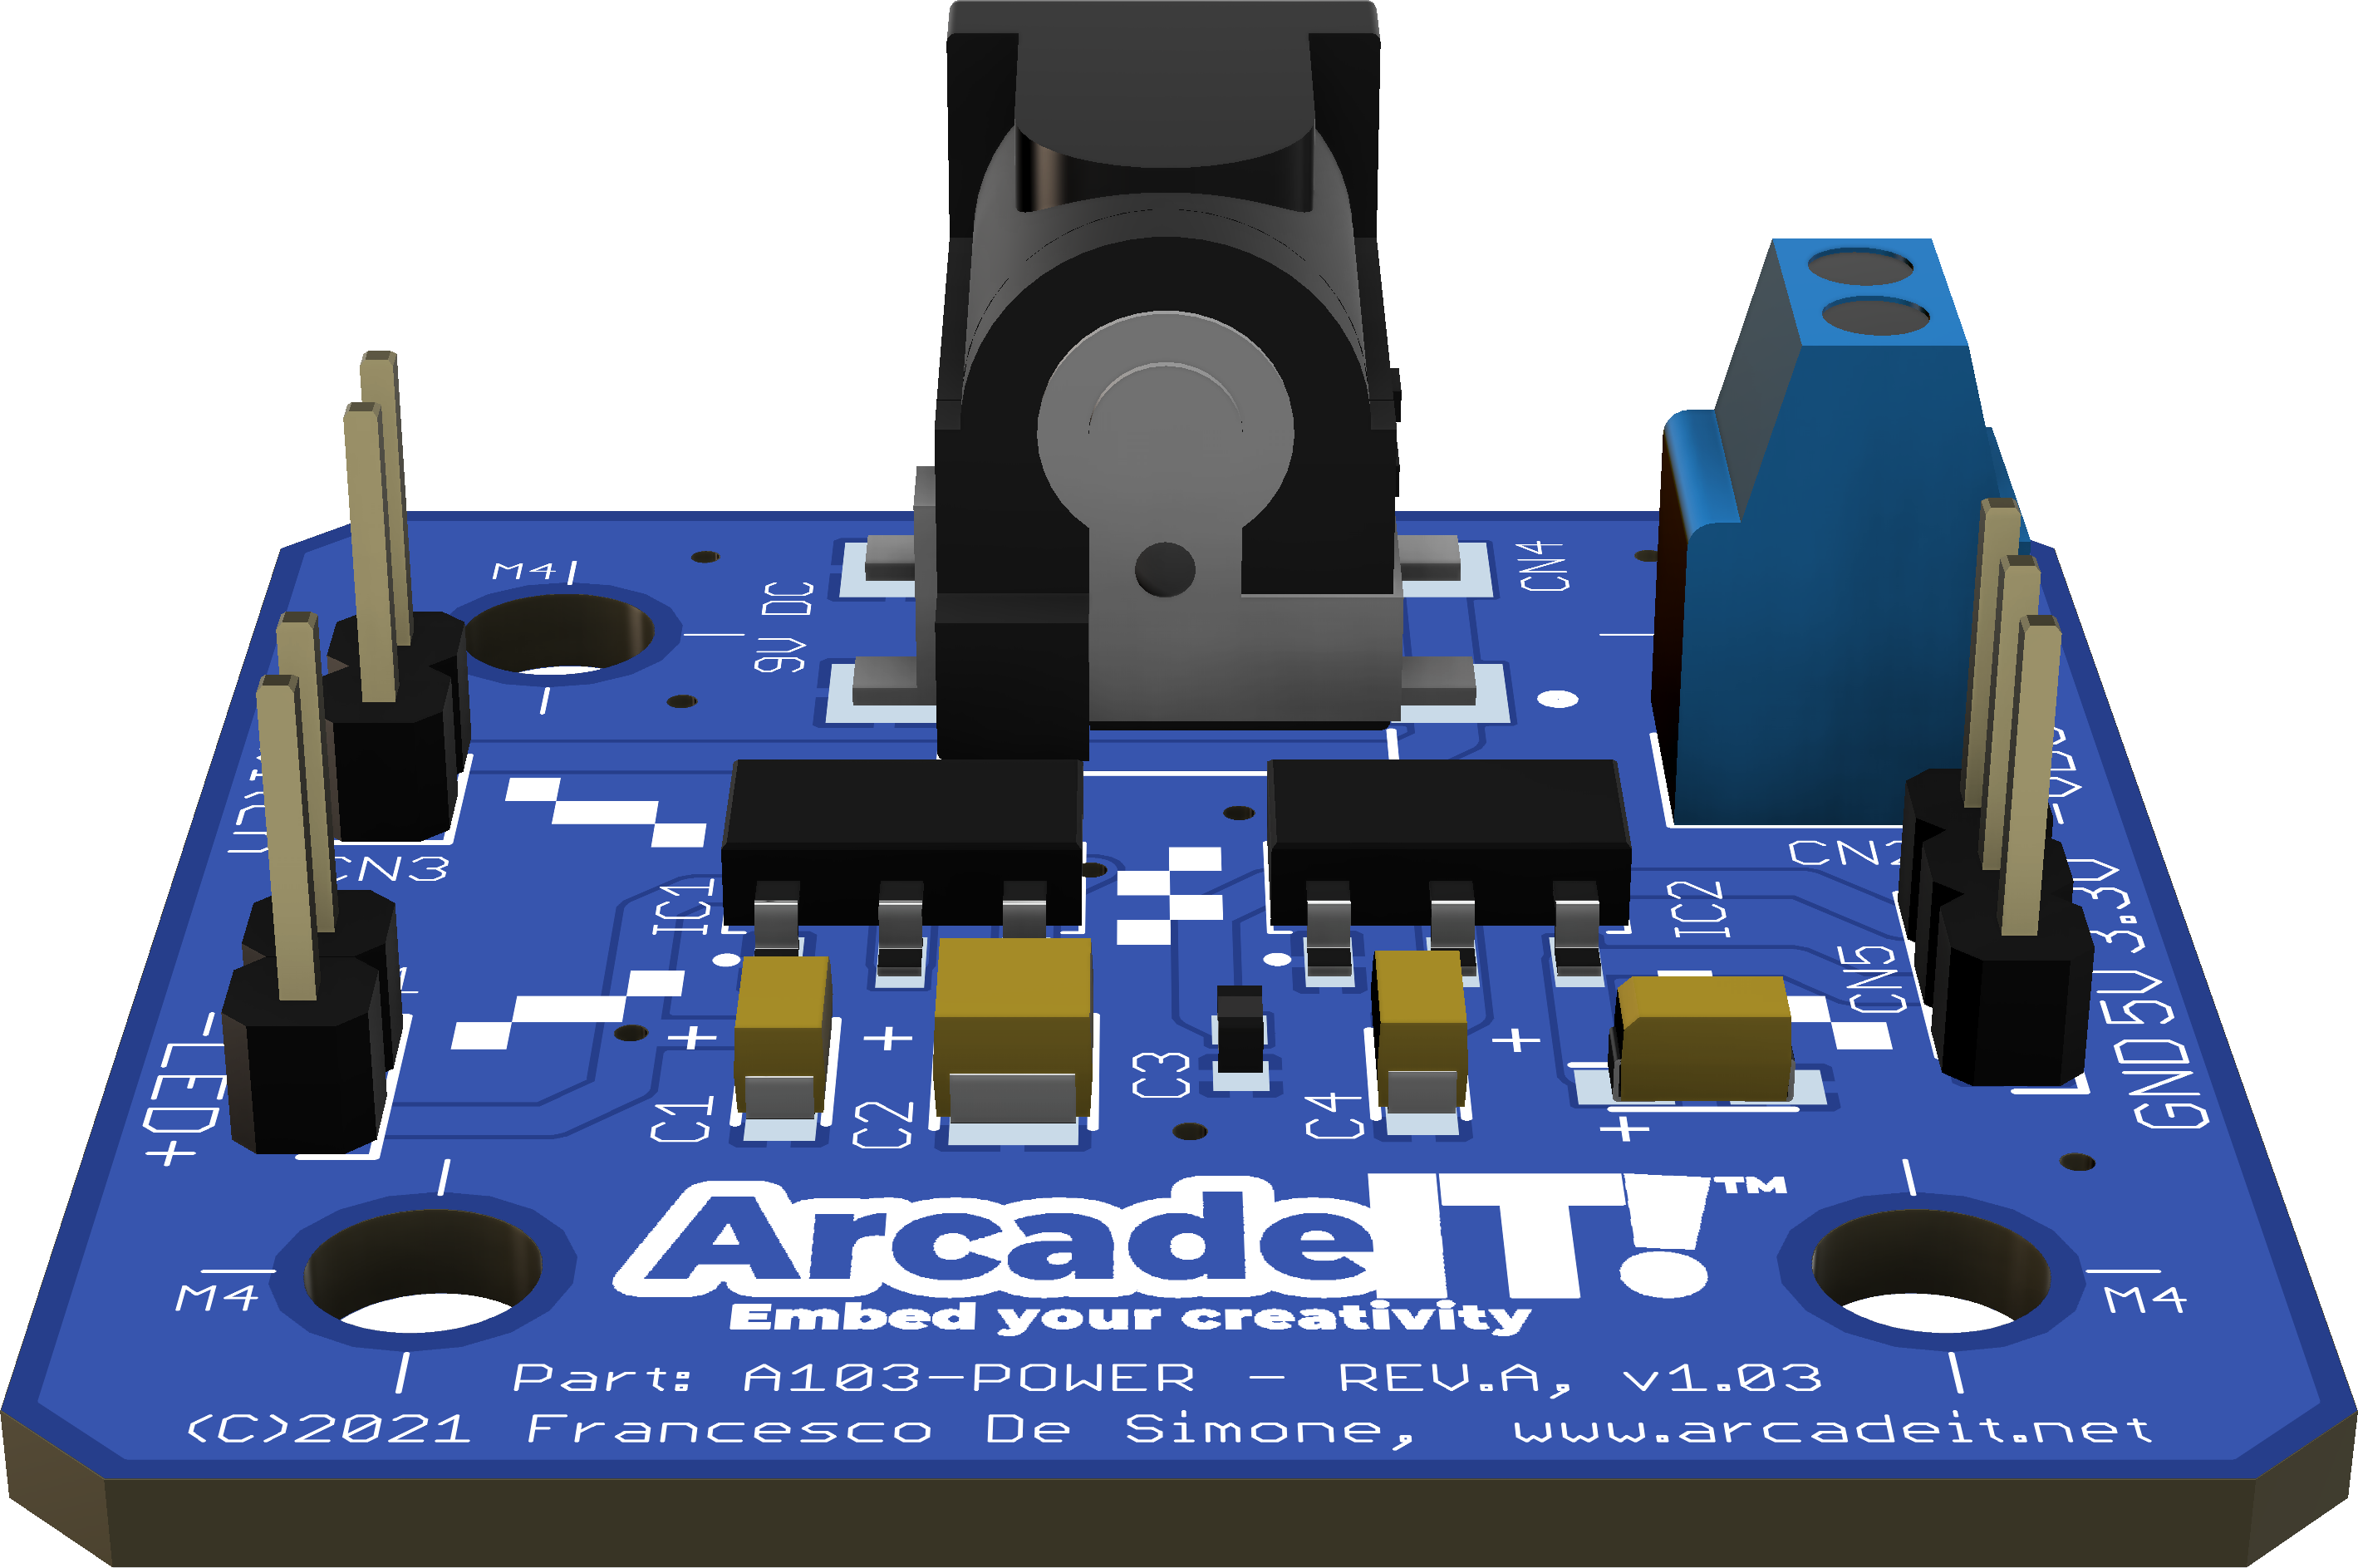 M4
CN4
9V DC
CN3
IC1
IC2
CN5
3.3V
5V
GND
+LED-
C1
+
C2
+
C3
C4
+
+
ArcadeIT!™
Embed your creativity
M4
M4
Part: A103-POWER - REV.A, v1.03
(C)2021 Francesco De Simone, www.arcadeit.net